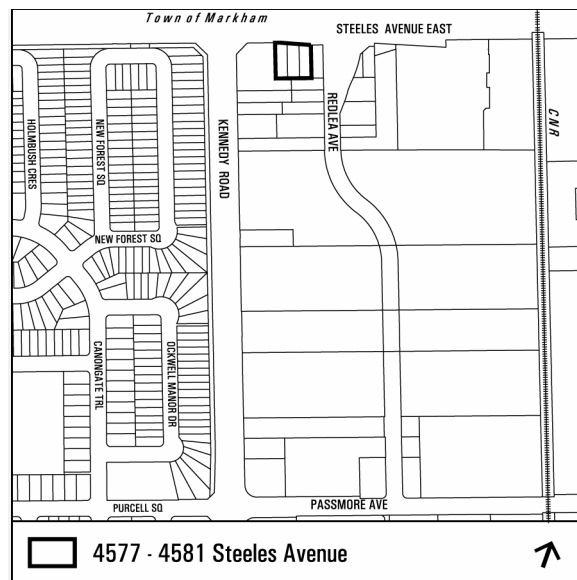 Town of Markham
STEELES AVENUE EAST
HOLMBUSH CRES
NEW FOREST SQ
KENNEDY ROAD
REDLEA AVE
CNR
NEW FOREST SQ
CANONGATE TRL
OCKWELL MANOR DR
PURCELL SQ
PASSMORE AVE
4577 - 4581 Steeles Avenue